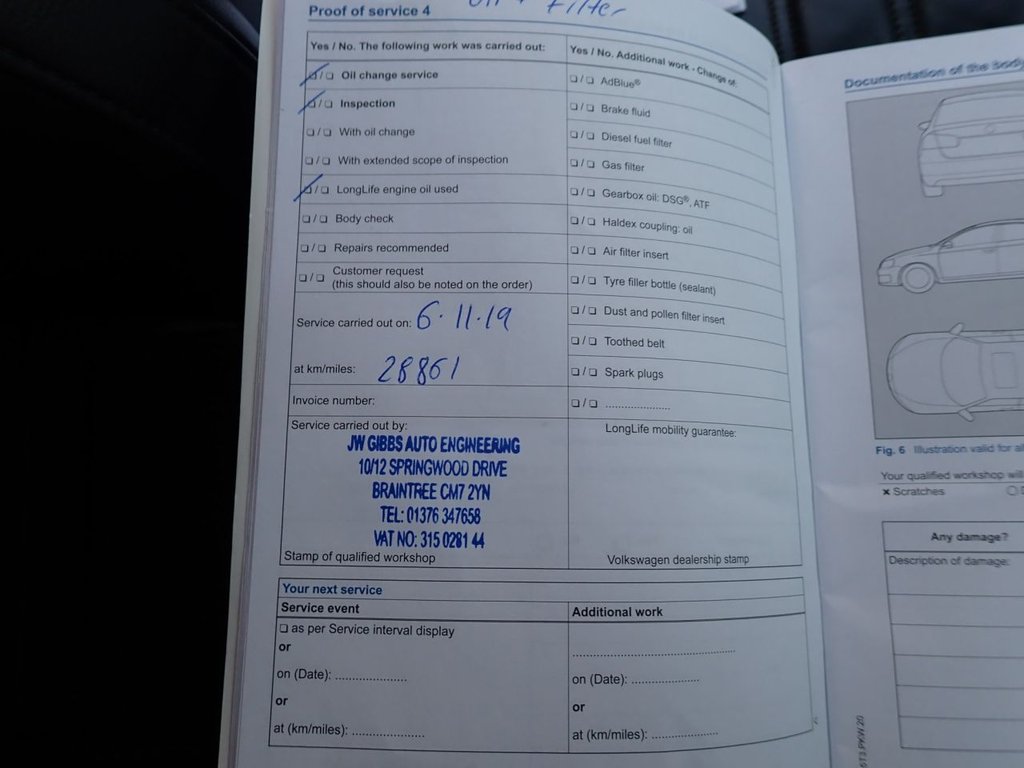 Proof of service 4
Oil + Filter
Yes / No. The following work was carried out:
Yes / No. Additional work - Change of:
❑ / ❑ Oil change service
❑ / ❑ Inspection
❑ / ❑ With oil change
❑ / ❑ With extended scope of inspection
❑ / ❑ LongLife engine oil used
❑ / ❑ Body check
❑ / ❑ Repairs recommended
❑ / ❑ Customer request
(this should also be noted on the order)
Service carried out on: 6·11·19
at km/miles: 28861
Invoice number:
Service carried out by:
JW GIBBS AUTO ENGINEERING
10/12 SPRINGWOOD DRIVE
BRAINTREE CM7 2YN
TEL: 01376 347658
VAT NO: 315 0281 44
Stamp of qualified workshop
❑ / ❑ AdBlue®
❑ / ❑ Brake fluid
❑ / ❑ Diesel fuel filter
❑ / ❑ Gas filter
❑ / ❑ Gearbox oil: DSG®, ATF
❑ / ❑ Haldex coupling: oil
❑ / ❑ Air filter insert
❑ / ❑ Tyre filler bottle (sealant)
❑ / ❑ Dust and pollen filter insert
❑ / ❑ Toothed belt
❑ / ❑ Spark plugs
❑ / ❑ .....................
LongLife mobility guarantee:
Volkswagen dealership stamp
Your next service
Service event
❑ as per Service interval display
or
on (Date): .....................
or
at (km/miles): .....................
Additional work
.....................
on (Date): .....................
or
at (km/miles): .....................
Documentation of the body
Fig. 6 Illustration valid for
Your qualified workshop
× Scratches
Any damage?
Description of damage: